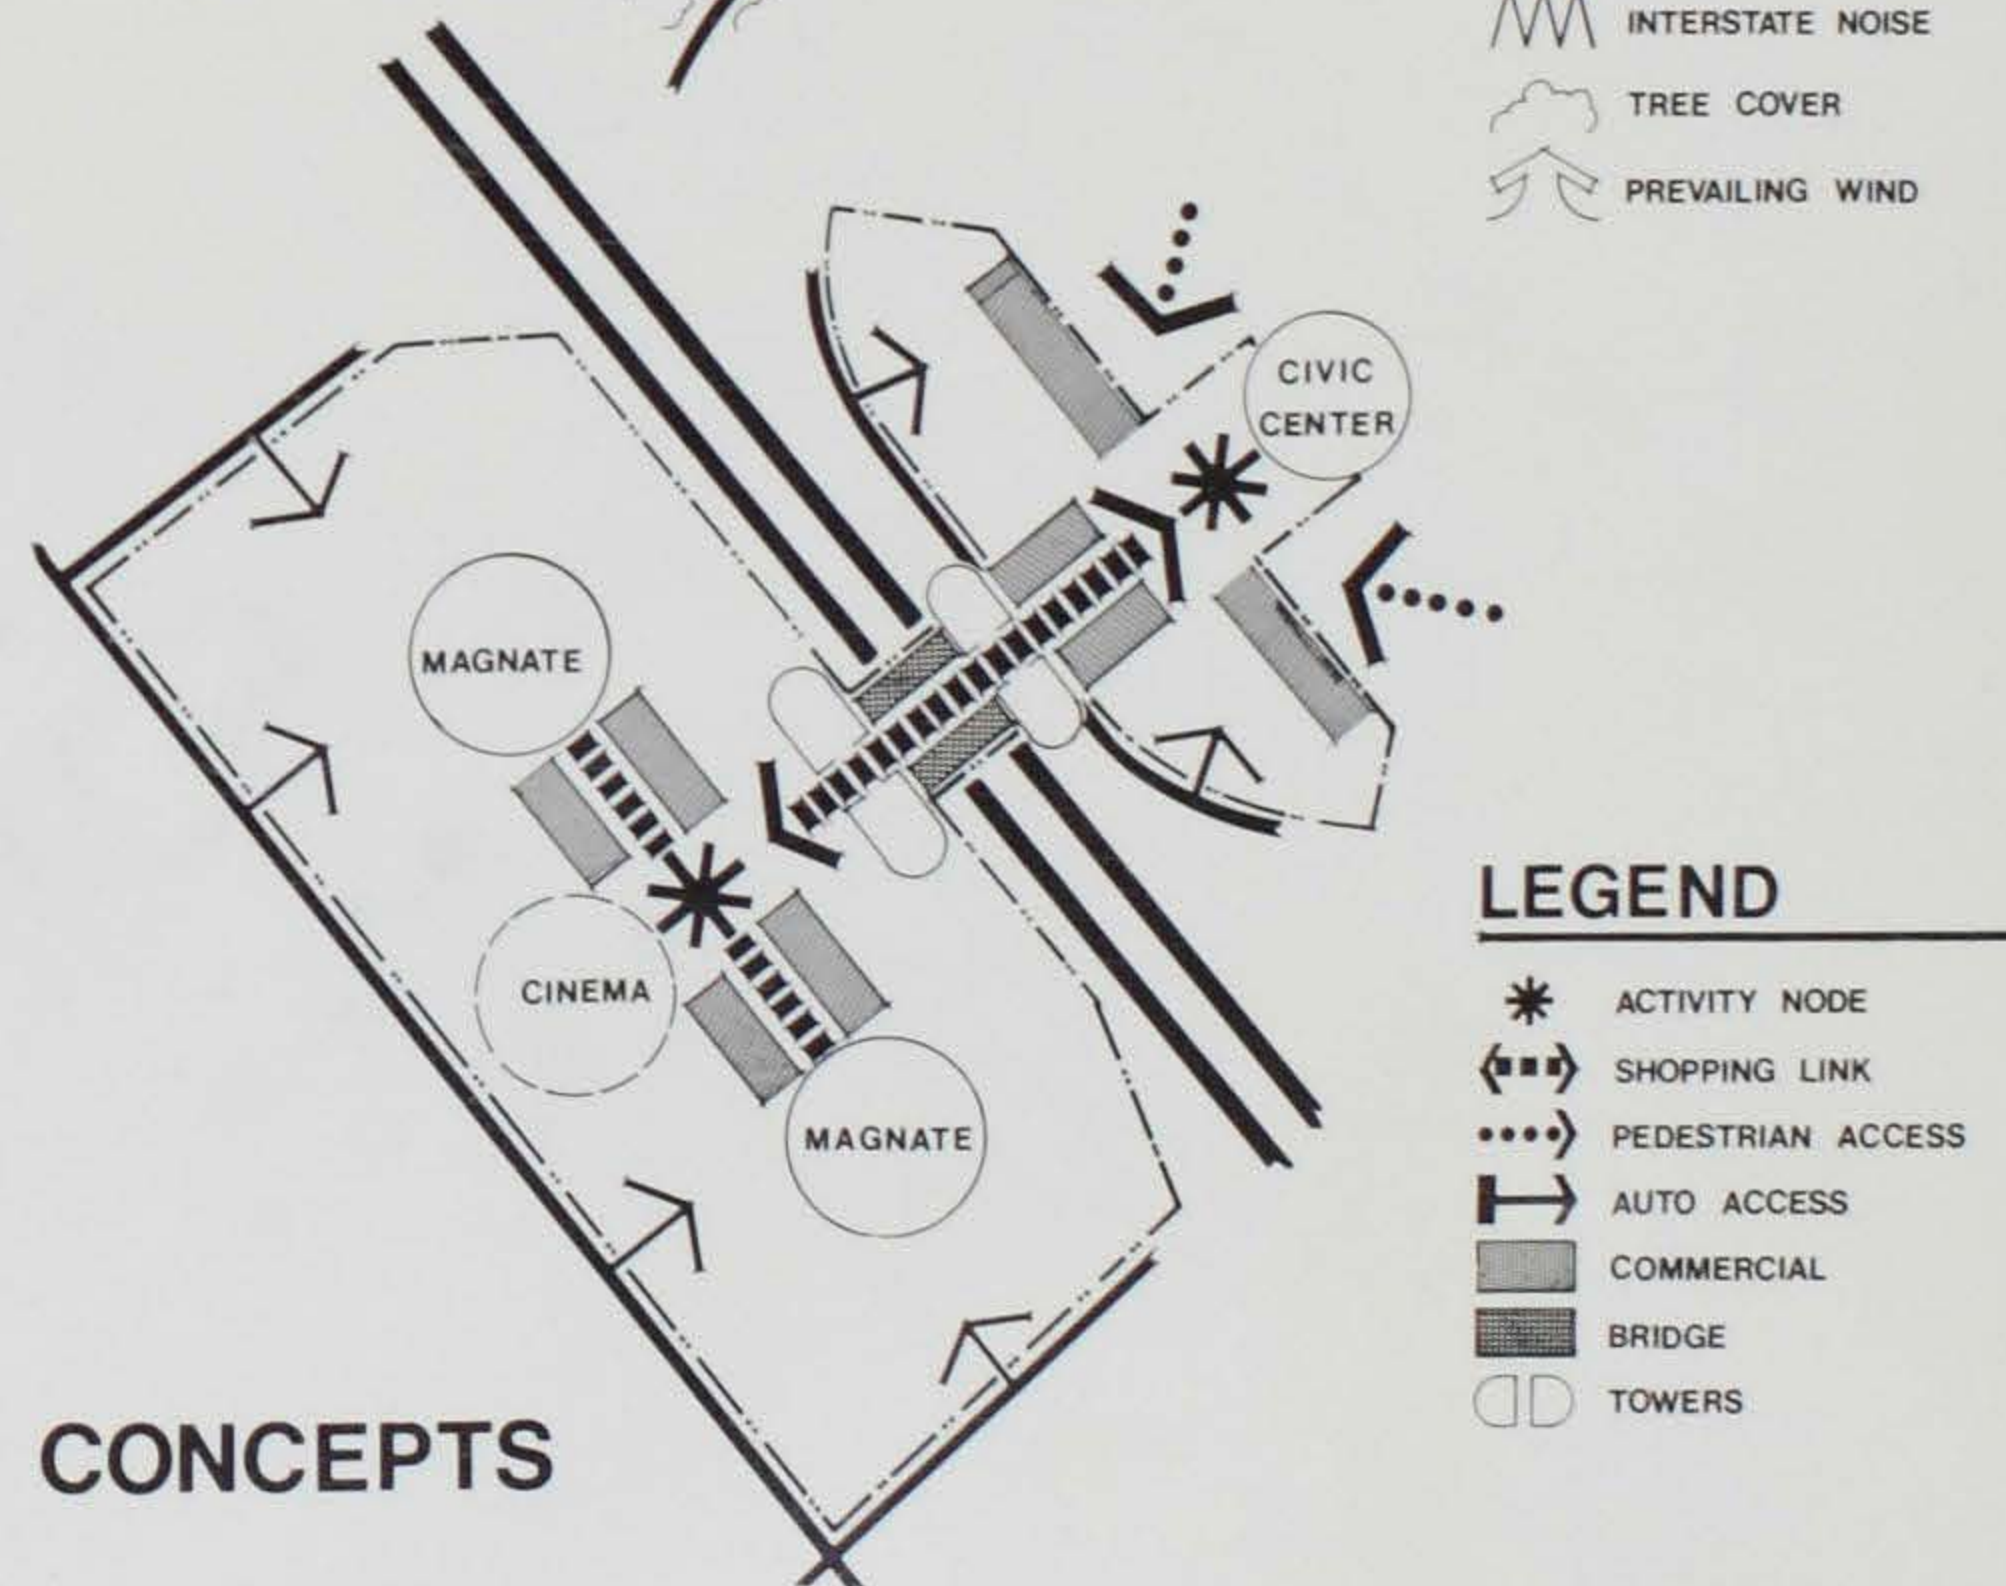 INTERSTATE NOISE
TREE COVER
PREVAILING WIND
CIVIC
CENTER
MAGNATE
CINEMA
MAGNATE
LEGEND
ACTIVITY NODE
SHOPPING LINK
PEDESTRIAN ACCESS
AUTO ACCESS
COMMERCIAL
BRIDGE
TOWERS
CONCEPTS